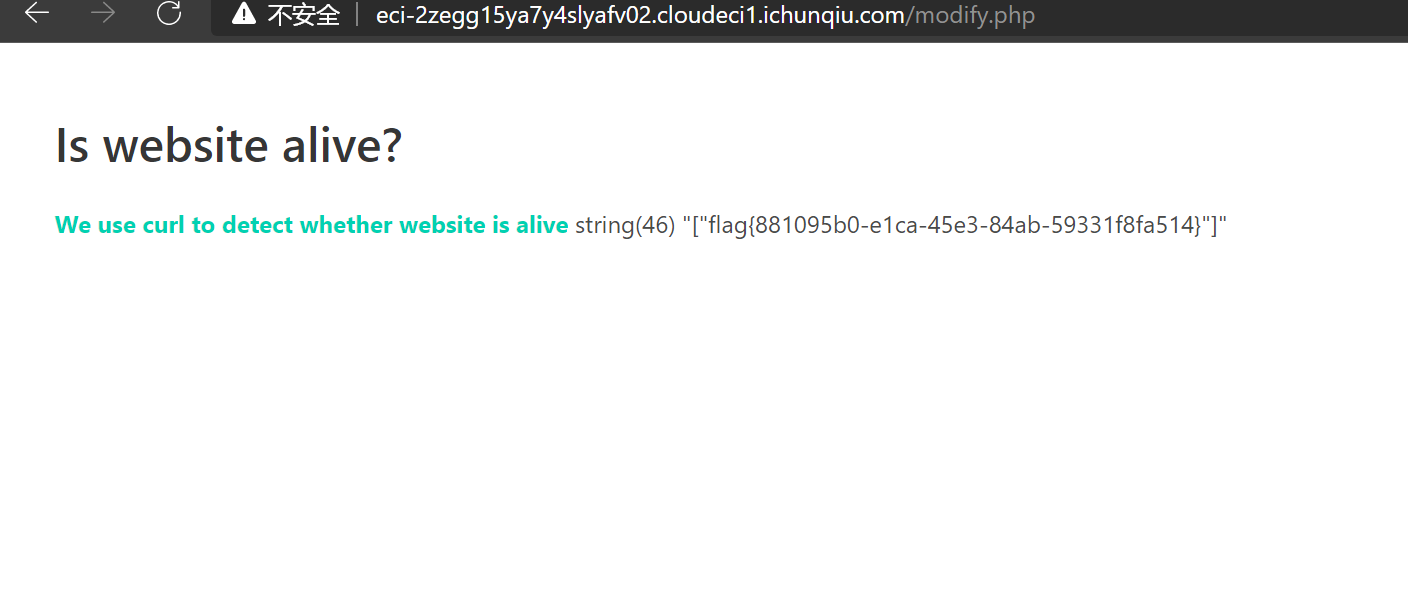 不安全 eci-2zegg15ya7y4slyafv02.cloudeci1.ichunqiu.com/modify.php
Is website alive?
We use curl to detect whether website is alive string(46) "["flag{881095b0-e1ca-45e3-84ab-59331f8fa514}"]"